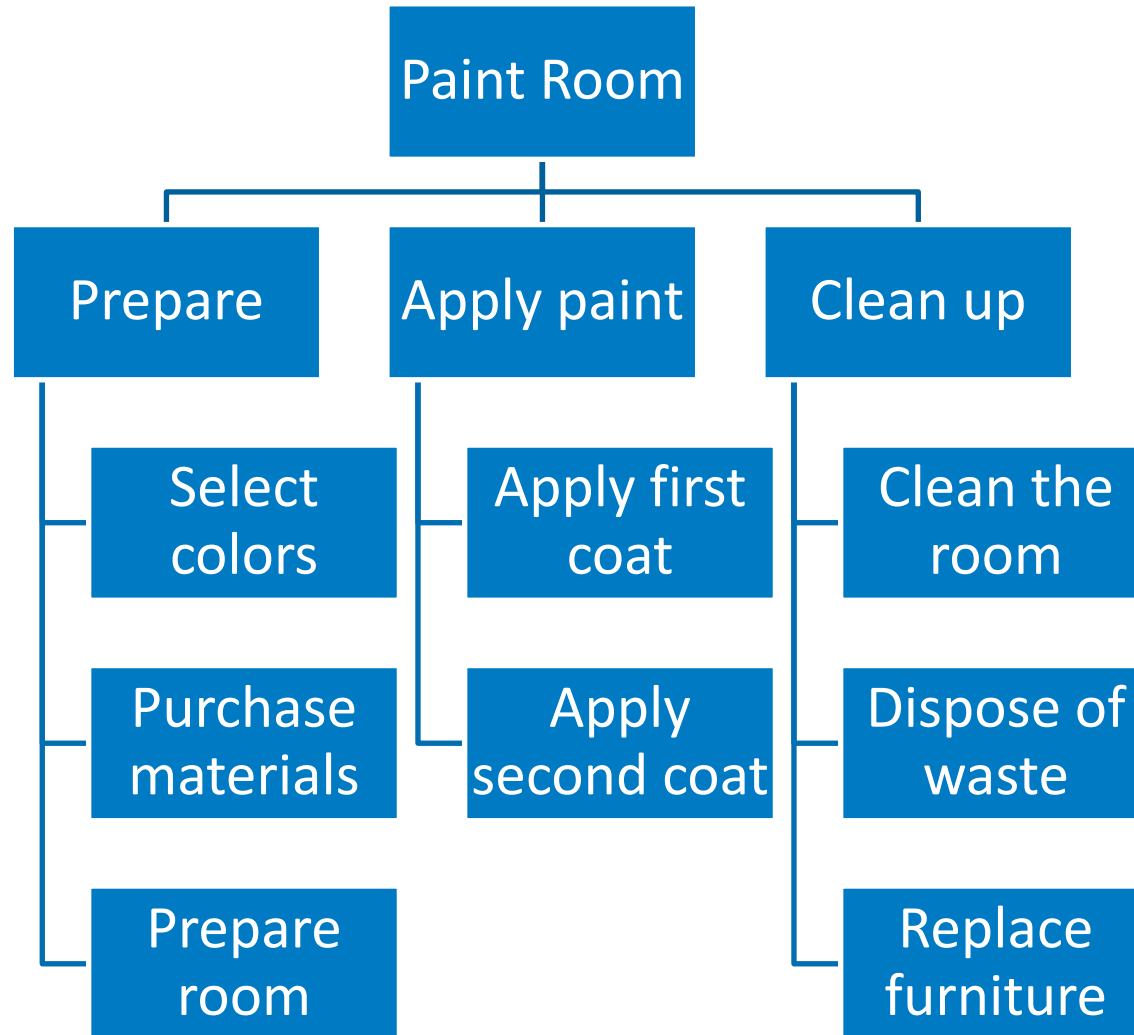 Paint Room
Prepare
Apply paint
Clean up
Select
colors
Apply first
coat
Clean the
room
Purchase
materials
Apply
second coat
Dispose of
waste
Prepare
room
Replace
furniture